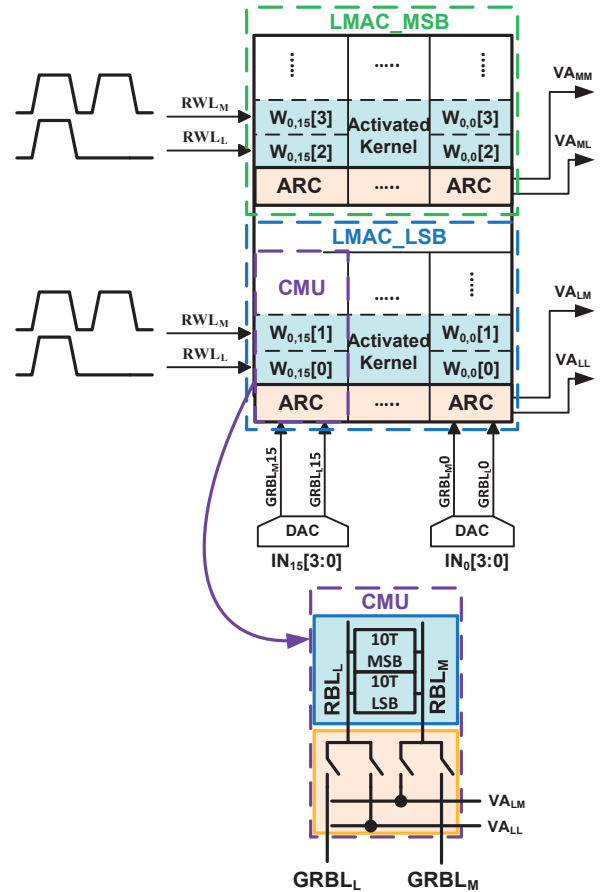 LMAC_MSB
..... ..... .....
RWL_M W_0,15[3] Activated Kernel W_0,0[3] VA_MM
RWL_L W_0,15[2] W_0,0[2] VA_ML
ARC ..... ARC
LMAC_LSB
CMU ..... .....
RWL_M W_0,15[1] Activated Kernel W_0,0[1] VA_LM
RWL_L W_0,15[0] W_0,0[0] VA_LL
ARC ..... ARC
GRBL_M15 GRBL_L15 GRBL_M0 GRBL_L0
DAC DAC
IN_15[3:0] IN_0[3:0]
CMU
RBL_L 10T MSB RBL_M
10T LSB
VA_LM
VA_LL
GRBL_L GRBL_M